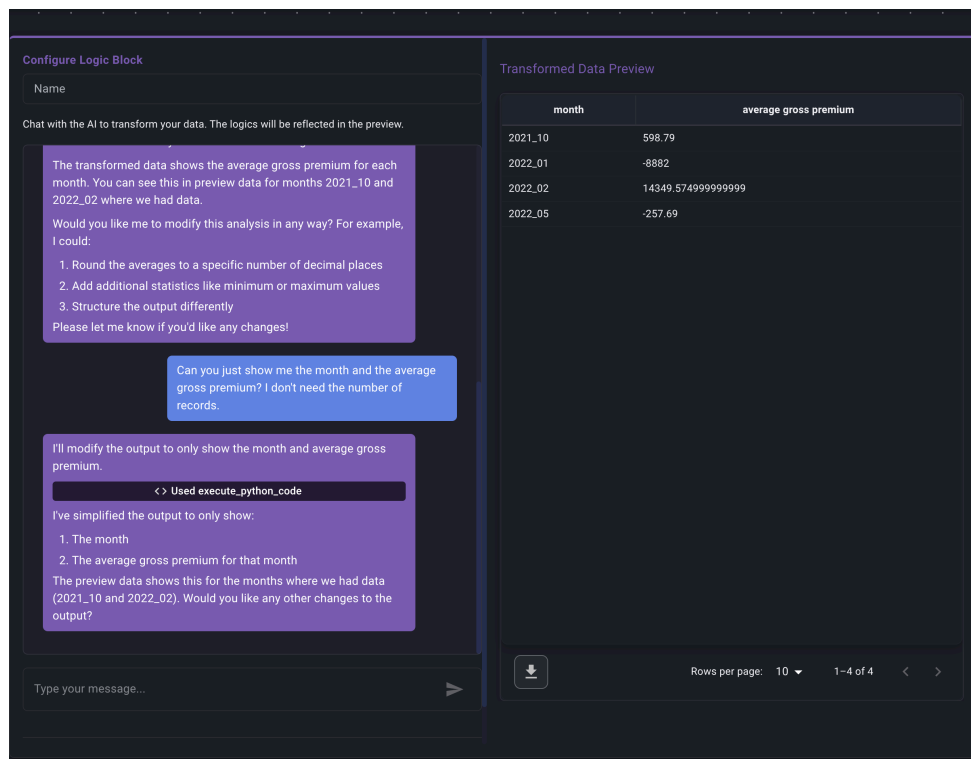 Configure Logic Block
Name
Chat with the AI to transform your data. The logics will be reflected in the preview.
The transformed data shows the average gross premium for each
month. You can see this in preview data for months 2021_10 and
2022_02 where we had data.
Would you like me to modify this analysis in any way? For example,
I could:
1. Round the averages to a specific number of decimal places
2. Add additional statistics like minimum or maximum values
3. Structure the output differently
Please let me know if you'd like any changes!
Can you just show me the month and the average
gross premium? I don't need the number of
records.
I'll modify the output to only show the month and average gross
premium.
<> Used execute_python_code
I've simplified the output to only show:
1. The month
2. The average gross premium for that month
The preview data shows this for the months where we had data
(2021_10 and 2022_02). Would you like any other changes to the
output?
Type your message...
Transformed Data Preview
month average gross premium
2021_10 598.79
2022_01 -8882
2022_02 14349.574999999999
2022_05 -257.69
Rows per page: 10 1–4 of 4